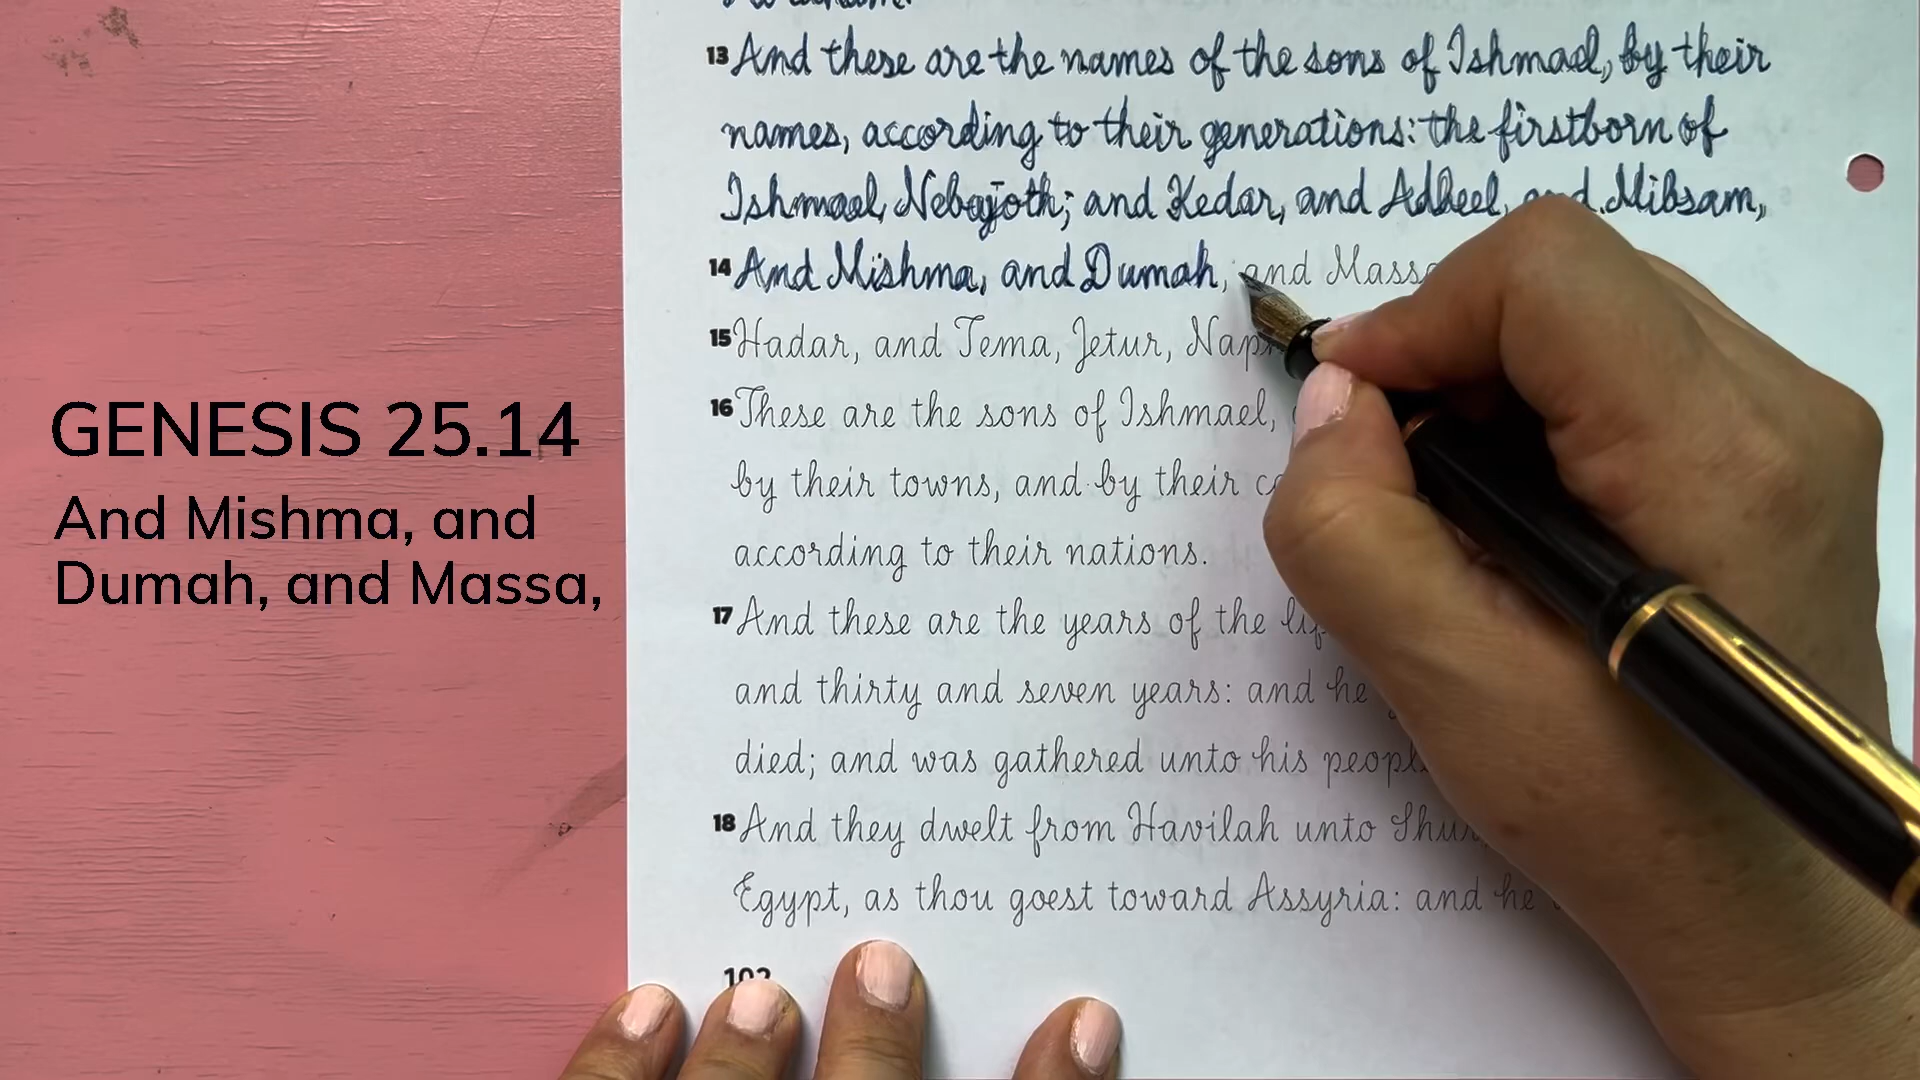 GENESIS 25.14
And Mishma, and
Dumah, and Massa,
13 And these are the names of the sons of Ishmael, by their
names, according to their generations: the firstborn of
Ishmael, Nebajoth; and Kedar, and Adbeel, and Mibsam,
14 And Mishma, and Dumah, and Massa
15 Hadar, and Tema, Jetur,
16 These are the sons of Ishmael,
by their towns, and by their
according to their nations.
17 And these are the years of the
and thirty and seven years: and he
died; and was gathered unto his
18 And they dwelt from Havilah unto Shur
Egypt, as thou goest toward Assyria: and he
102